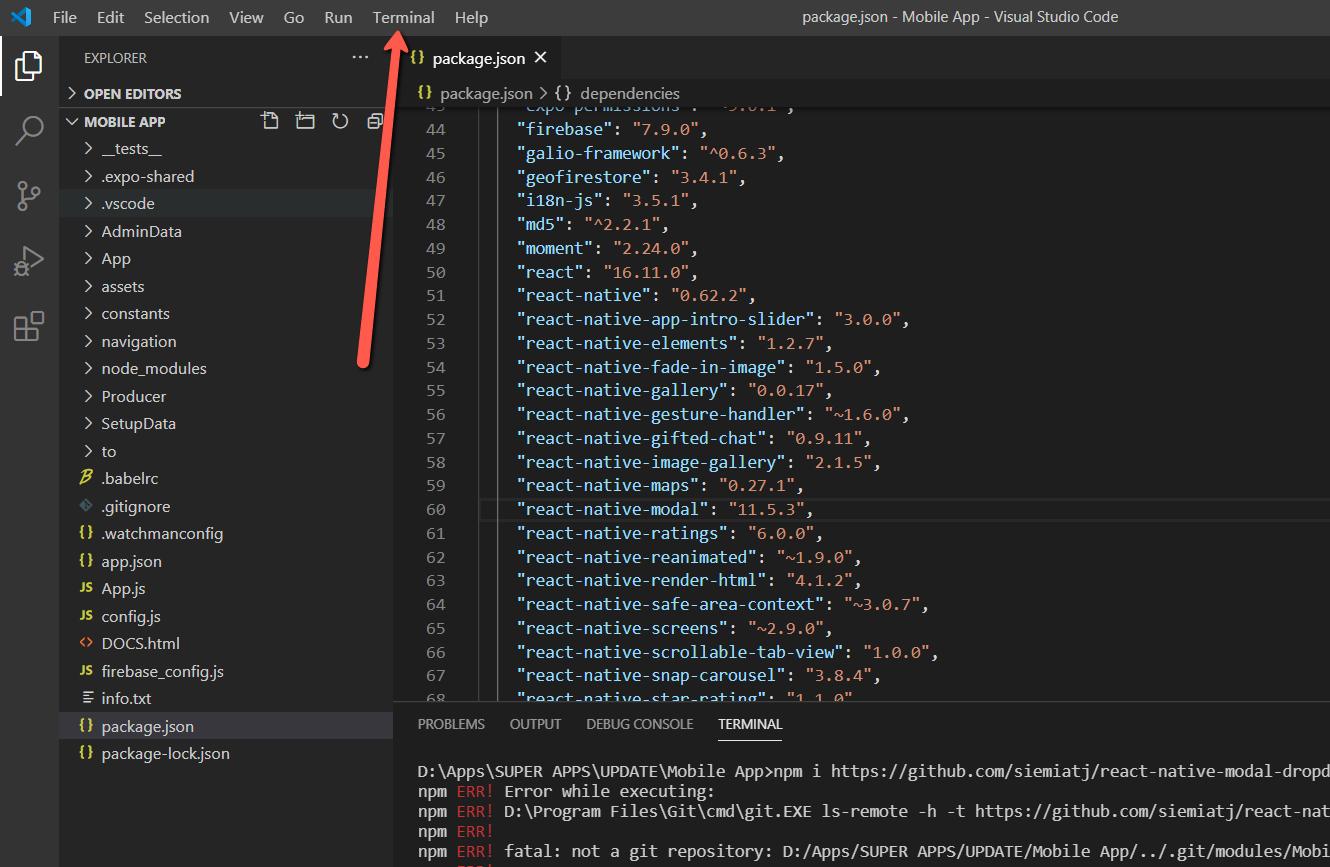 File Edit Selection View Go Run Terminal Help
package.json - Mobile App - Visual Studio Code
EXPLORER
OPEN EDITORS
MOBILE APP
__tests__
.expo-shared
.vscode
AdminData
App
assets
constants
navigation
node_modules
Producer
SetupData
to
.babelrc
.gitignore
{} .watchmanconfig
{} app.json
JS App.js
JS config.js
<> DOCS.html
JS firebase_config.js
info.txt
{} package.json
{} package-lock.json
{} package.json
{} package.json > {} dependencies
43 "expo-permissions": "~9.0.1",
44 "firebase": "7.9.0",
45 "galio-framework": "^0.6.3",
46 "geofirestore": "3.4.1",
47 "i18n-js": "3.5.1",
48 "md5": "^2.2.1",
49 "moment": "2.24.0",
50 "react": "16.11.0",
51 "react-native": "0.62.2",
52 "react-native-app-intro-slider": "3.0.0",
53 "react-native-elements": "1.2.7",
54 "react-native-fade-in-image": "1.5.0",
55 "react-native-gallery": "0.0.17",
56 "react-native-gesture-handler": "~1.6.0",
57 "react-native-gifted-chat": "0.9.11",
58 "react-native-image-gallery": "2.1.5",
59 "react-native-maps": "0.27.1",
60 "react-native-modal": "11.5.3",
61 "react-native-ratings": "6.0.0",
62 "react-native-reanimated": "~1.9.0",
63 "react-native-render-html": "4.1.2",
64 "react-native-safe-area-context": "~3.0.7",
65 "react-native-screens": "~2.9.0",
66 "react-native-scrollable-tab-view": "1.0.0",
67 "react-native-snap-carousel": "3.8.4",
68 "react-native-star-rating": "1.1.0"
PROBLEMS OUTPUT DEBUG CONSOLE TERMINAL
D:\Apps\SUPER APPS\UPDATE\Mobile App>npm i https://github.com/siemiatj/react-native-modal-dropd
npm ERR! Error while executing:
npm ERR! D:\Program Files\Git\cmd\git.EXE ls-remote -h -t https://github.com/siemiatj/react-nat
npm ERR!
npm ERR! fatal: not a git repository: D:/Apps/SUPER APPS/UPDATE/Mobile App/../.git/modules/Mobi